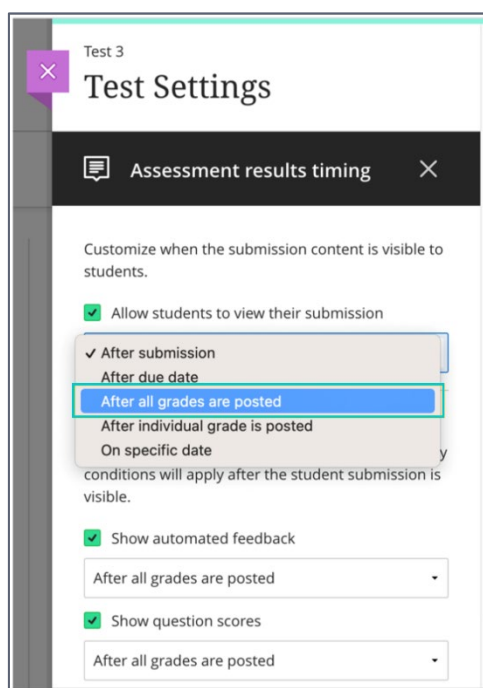 Test 3
Test Settings
Assessment results timing
Customize when the submission content is visible to
students.
Allow students to view their submission
✓ After submission
After due date
After all grades are posted
After individual grade is posted
On specific date
conditions will apply after the student submission is
visible.
Show automated feedback
After all grades are posted
Show question scores
After all grades are posted